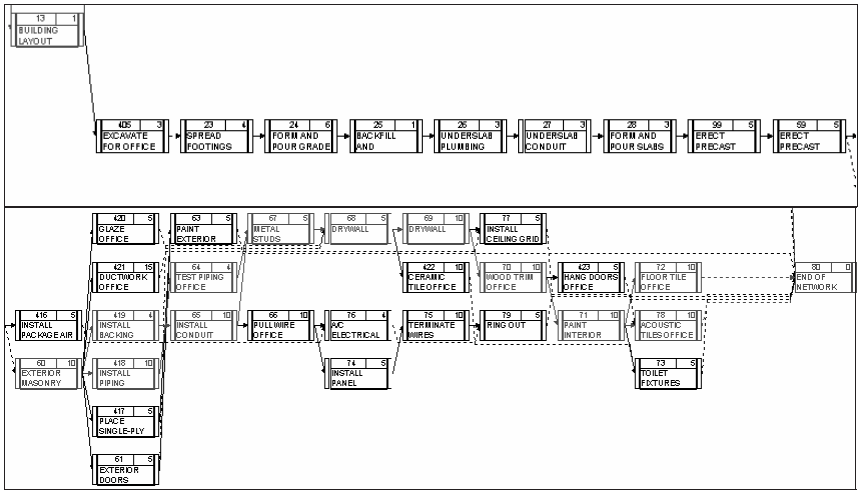 13 1
BUILDING
LAYOUT
405 3
EXCAVATE
FOR OFFICE
23 4
SPREAD
FOOTINGS
24 6
FORM AND
POUR GRADE
25 1
BACKFILL
AND
26 3
UNDERSLAB
PLUMBING
27 3
UNDERSLAB
CONDUIT
28 3
FORM AND
POUR SLABS
99 5
ERECT
PRECAST
59 5
ERECT
PRECAST
420 5
GLAZE
OFFICE
63 5
PAINT
EXTERIOR
67 5
METAL
STUDS
68 5
DRYWALL
69 10
DRYWALL
77 5
INSTALL
CEILING GRID
421 15
DUCTWORK
OFFICE
64 4
TEST PIPING
OFFICE
422 10
CERAMIC
TILE OFFICE
70 10
WOOD TRIM
OFFICE
423 5
HANG DOORS
OFFICE
72 10
FLOOR TILE
OFFICE
80 0
END OF
NETWORK
416 5
INSTALL
PACKAGE AIR
419 4
INSTALL
BACKING
65 10
INSTALL
CONDUIT
66 10
PULL WIRE
OFFICE
76 4
A/C
ELECTRICAL
75 10
TERMINATE
WIRES
79 5
RING OUT
71 10
PAINT
INTERIOR
78 10
ACOUSTIC
TILES OFFICE
60 10
EXTERIOR
MASONRY
418 10
INSTALL
PIPING
74 5
INSTALL
PANEL
73 5
TOILET
FIXTURES
417 5
PLACE
SINGLE-PLY
61 5
EXTERIOR
DOORS